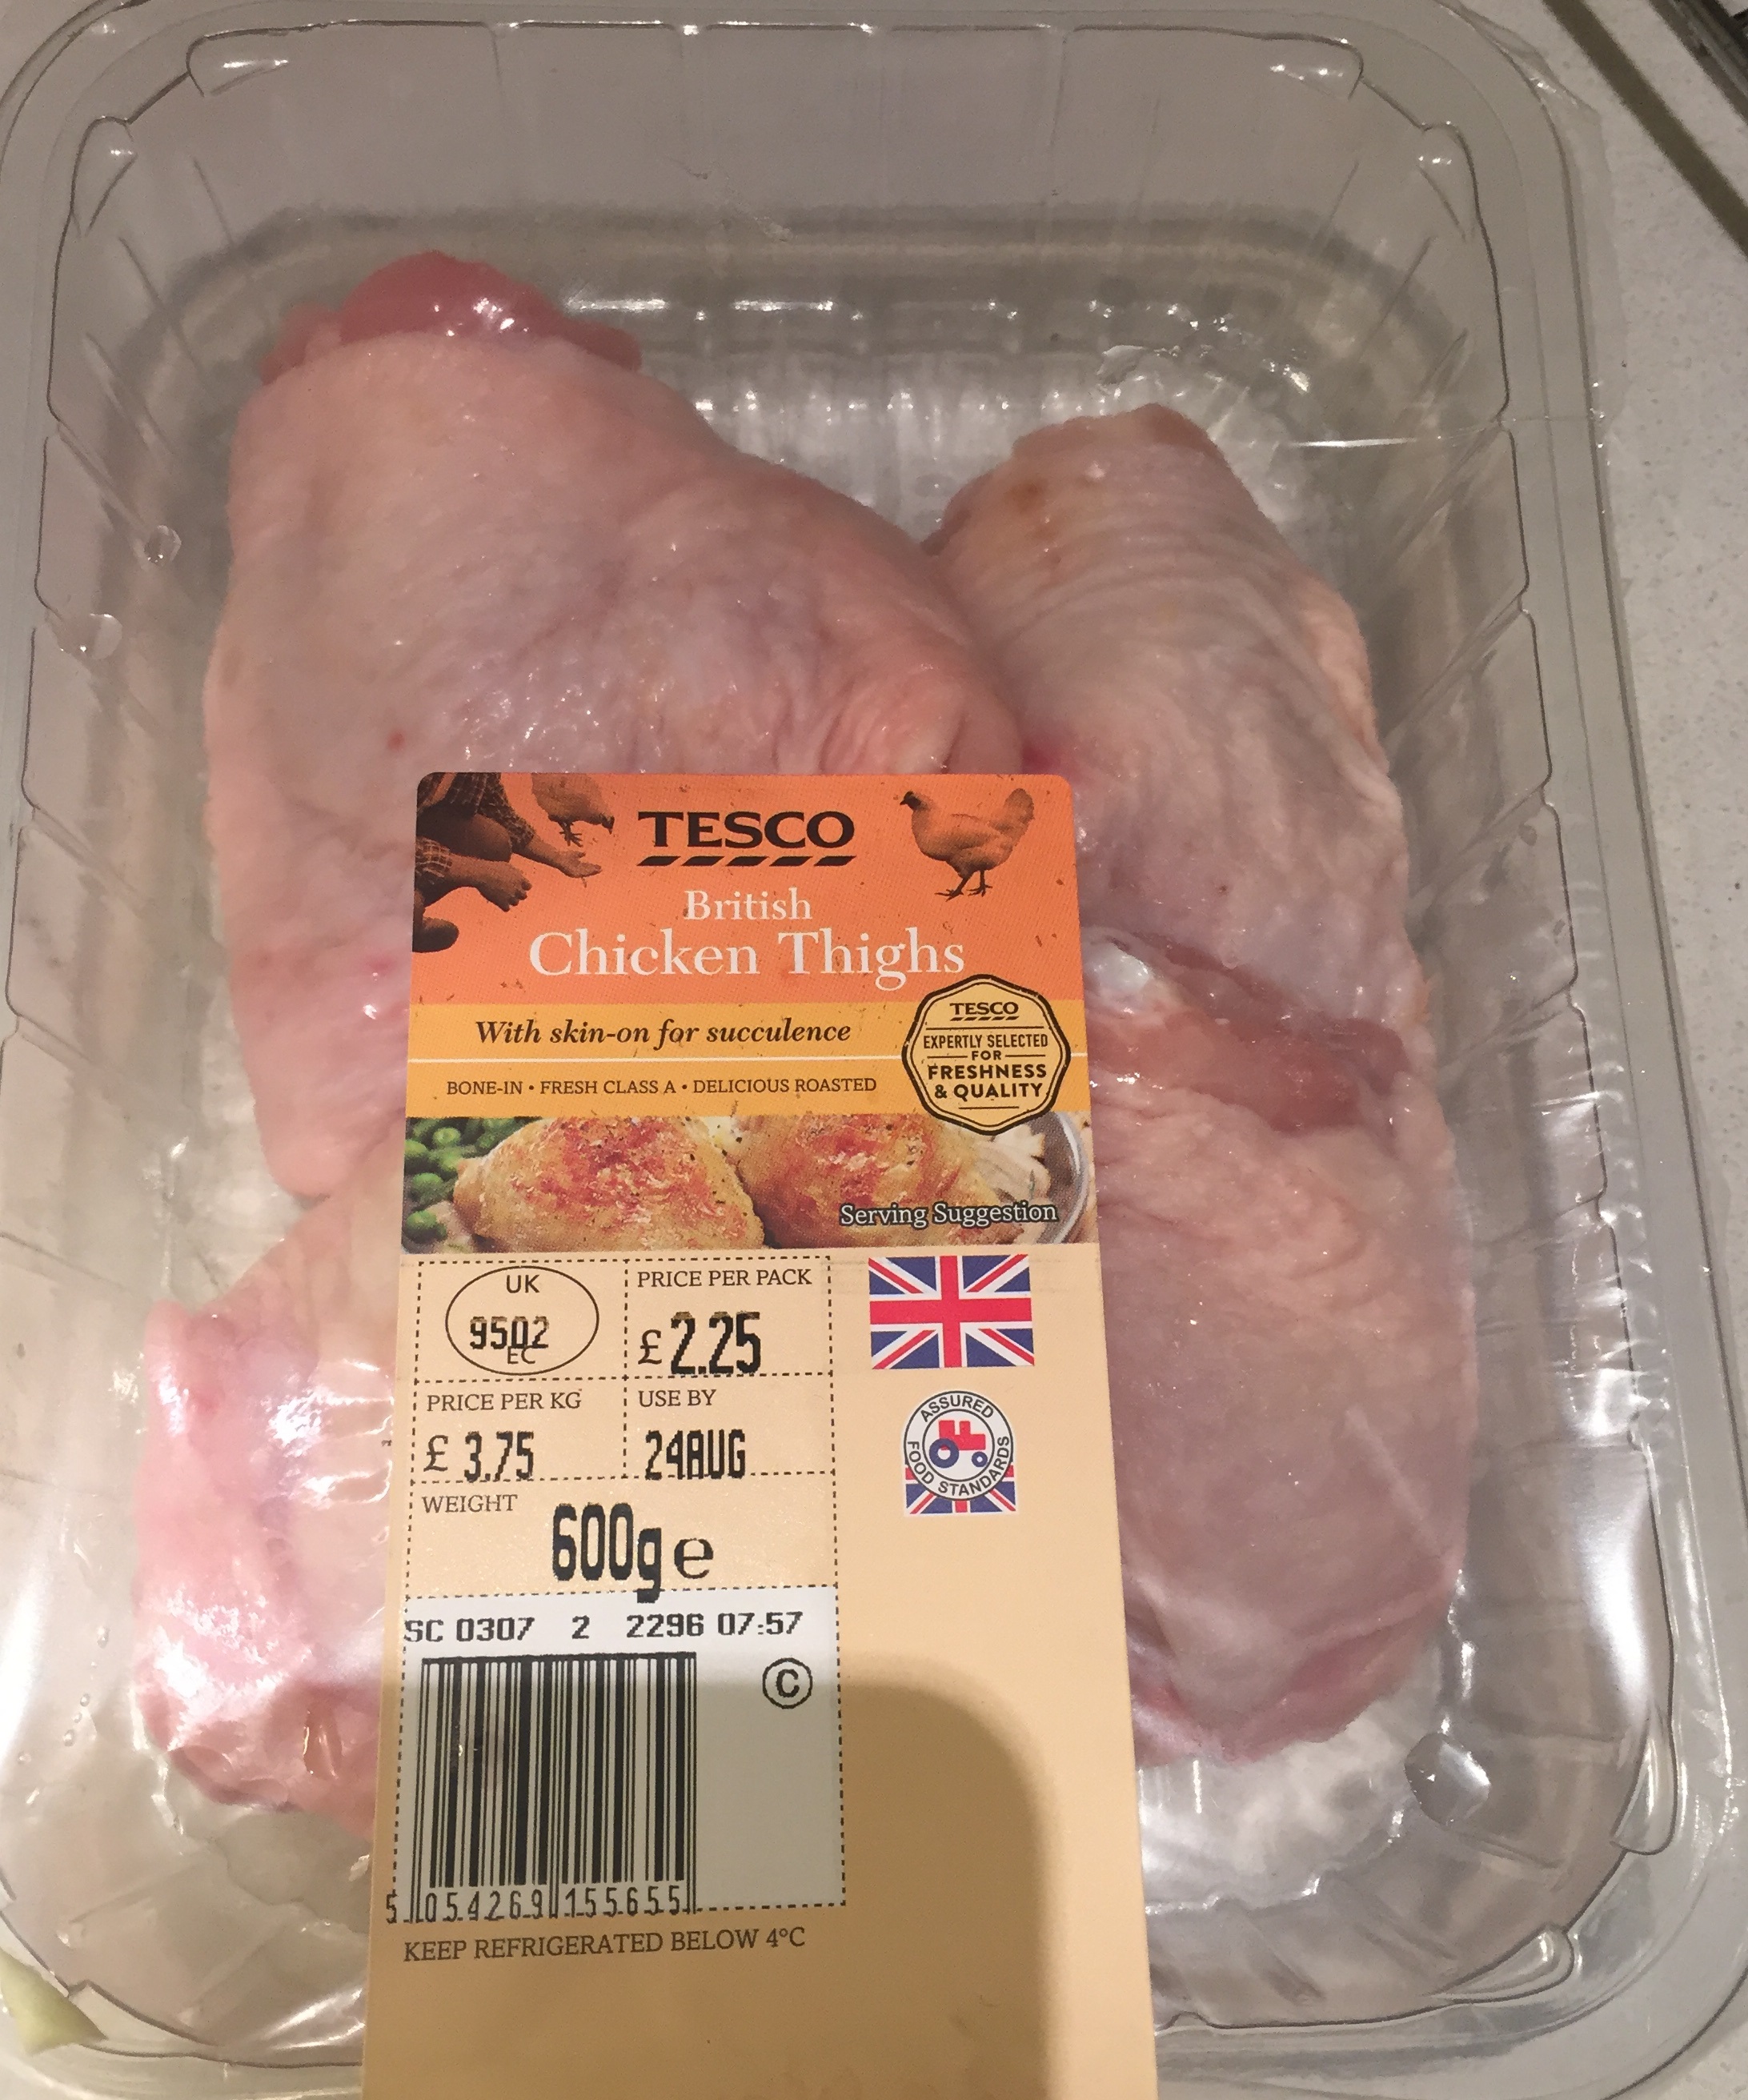 TESCO
British
Chicken Thighs
With skin-on for succulence
BONE-IN • FRESH CLASS A • DELICIOUS ROASTED
TESCO
EXPERTLY SELECTED
FOR
FRESHNESS
& QUALITY
Serving Suggestion
UK
9502
EC
PRICE PER PACK
£2.25
PRICE PER KG
£ 3.75
USE BY
24AUG
ASSURED
FOOD STANDARDS
WEIGHT
600g e
SC 0307 2 2296 07:57
C
5 054269 155655
KEEP REFRIGERATED BELOW 4°C